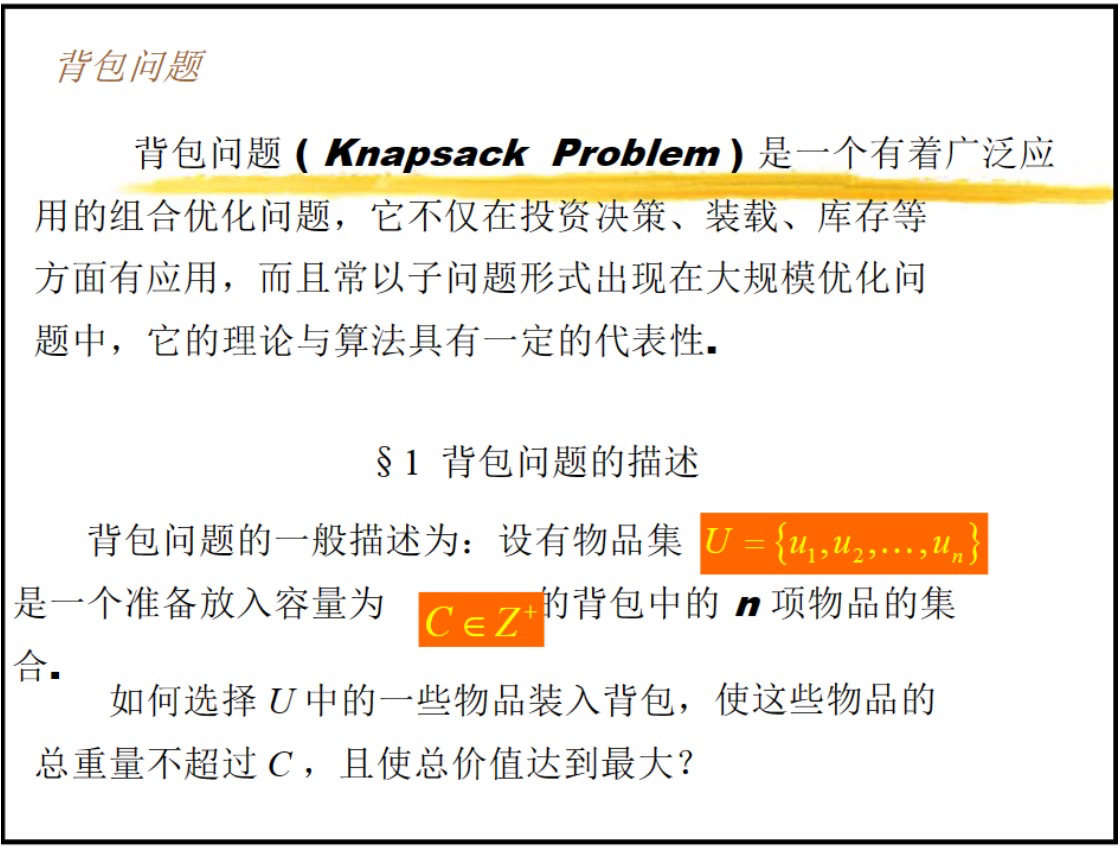 背包问题
背包问题 ( Knapsack Problem ) 是一个有着广泛应
用的组合优化问题，它不仅在投资决策、装载、库存等
方面有应用，而且常以子问题形式出现在大规模优化问
题中，它的理论与算法具有一定的代表性.
§1 背包问题的描述
背包问题的一般描述为：设有物品集 U = {u₁,u₂,…,uₙ}
是一个准备放入容量为 C ∈ Z⁺ 的背包中的 n 项物品的集
合.
如何选择 U 中的一些物品装入背包，使这些物品的
总重量不超过 C ，且使总价值达到最大？